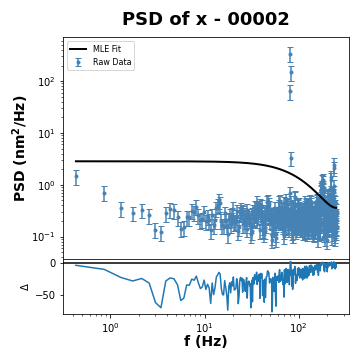 PSD of x - 00002
MLE Fit
Raw Data
PSD (nm²/Hz)
10²
10¹
10⁰
10⁻¹
Δ
0
−50
10⁰
10¹
10²
f (Hz)